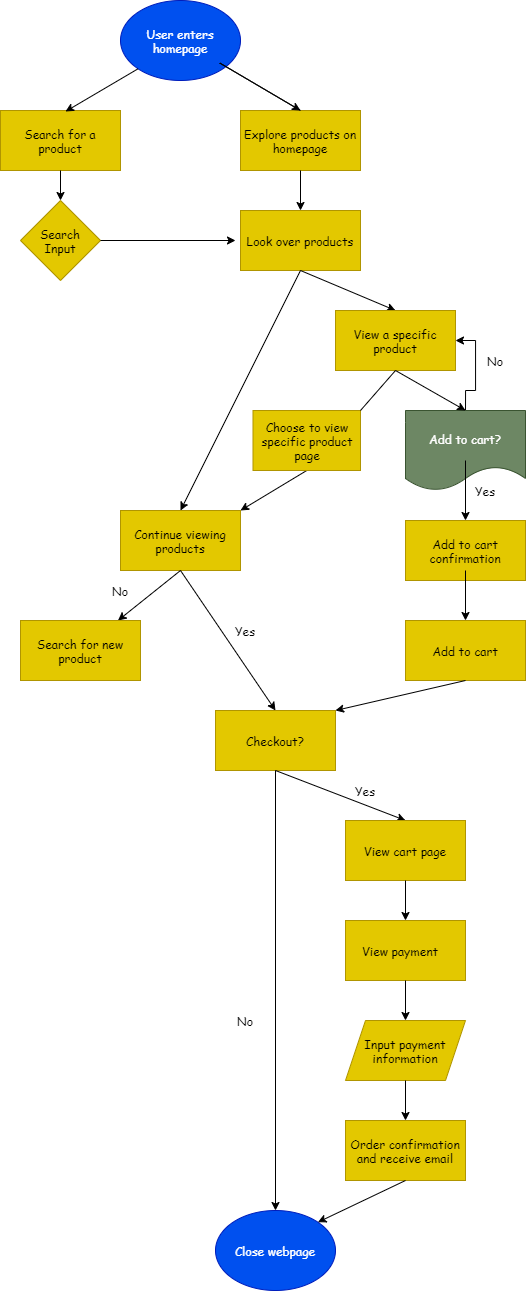 User enters
homepage
Search for a
product
Explore products on
homepage
Search
Input
Look over products
View a specific
product
No
Choose to view
specific product
page
Add to cart?
Yes
Continue viewing
products
Add to cart
confirmation
No
Yes
Search for new
product
Add to cart
Checkout?
Yes
View cart page
View payment
No
Input payment
information
Order confirmation
and receive email
Close webpage